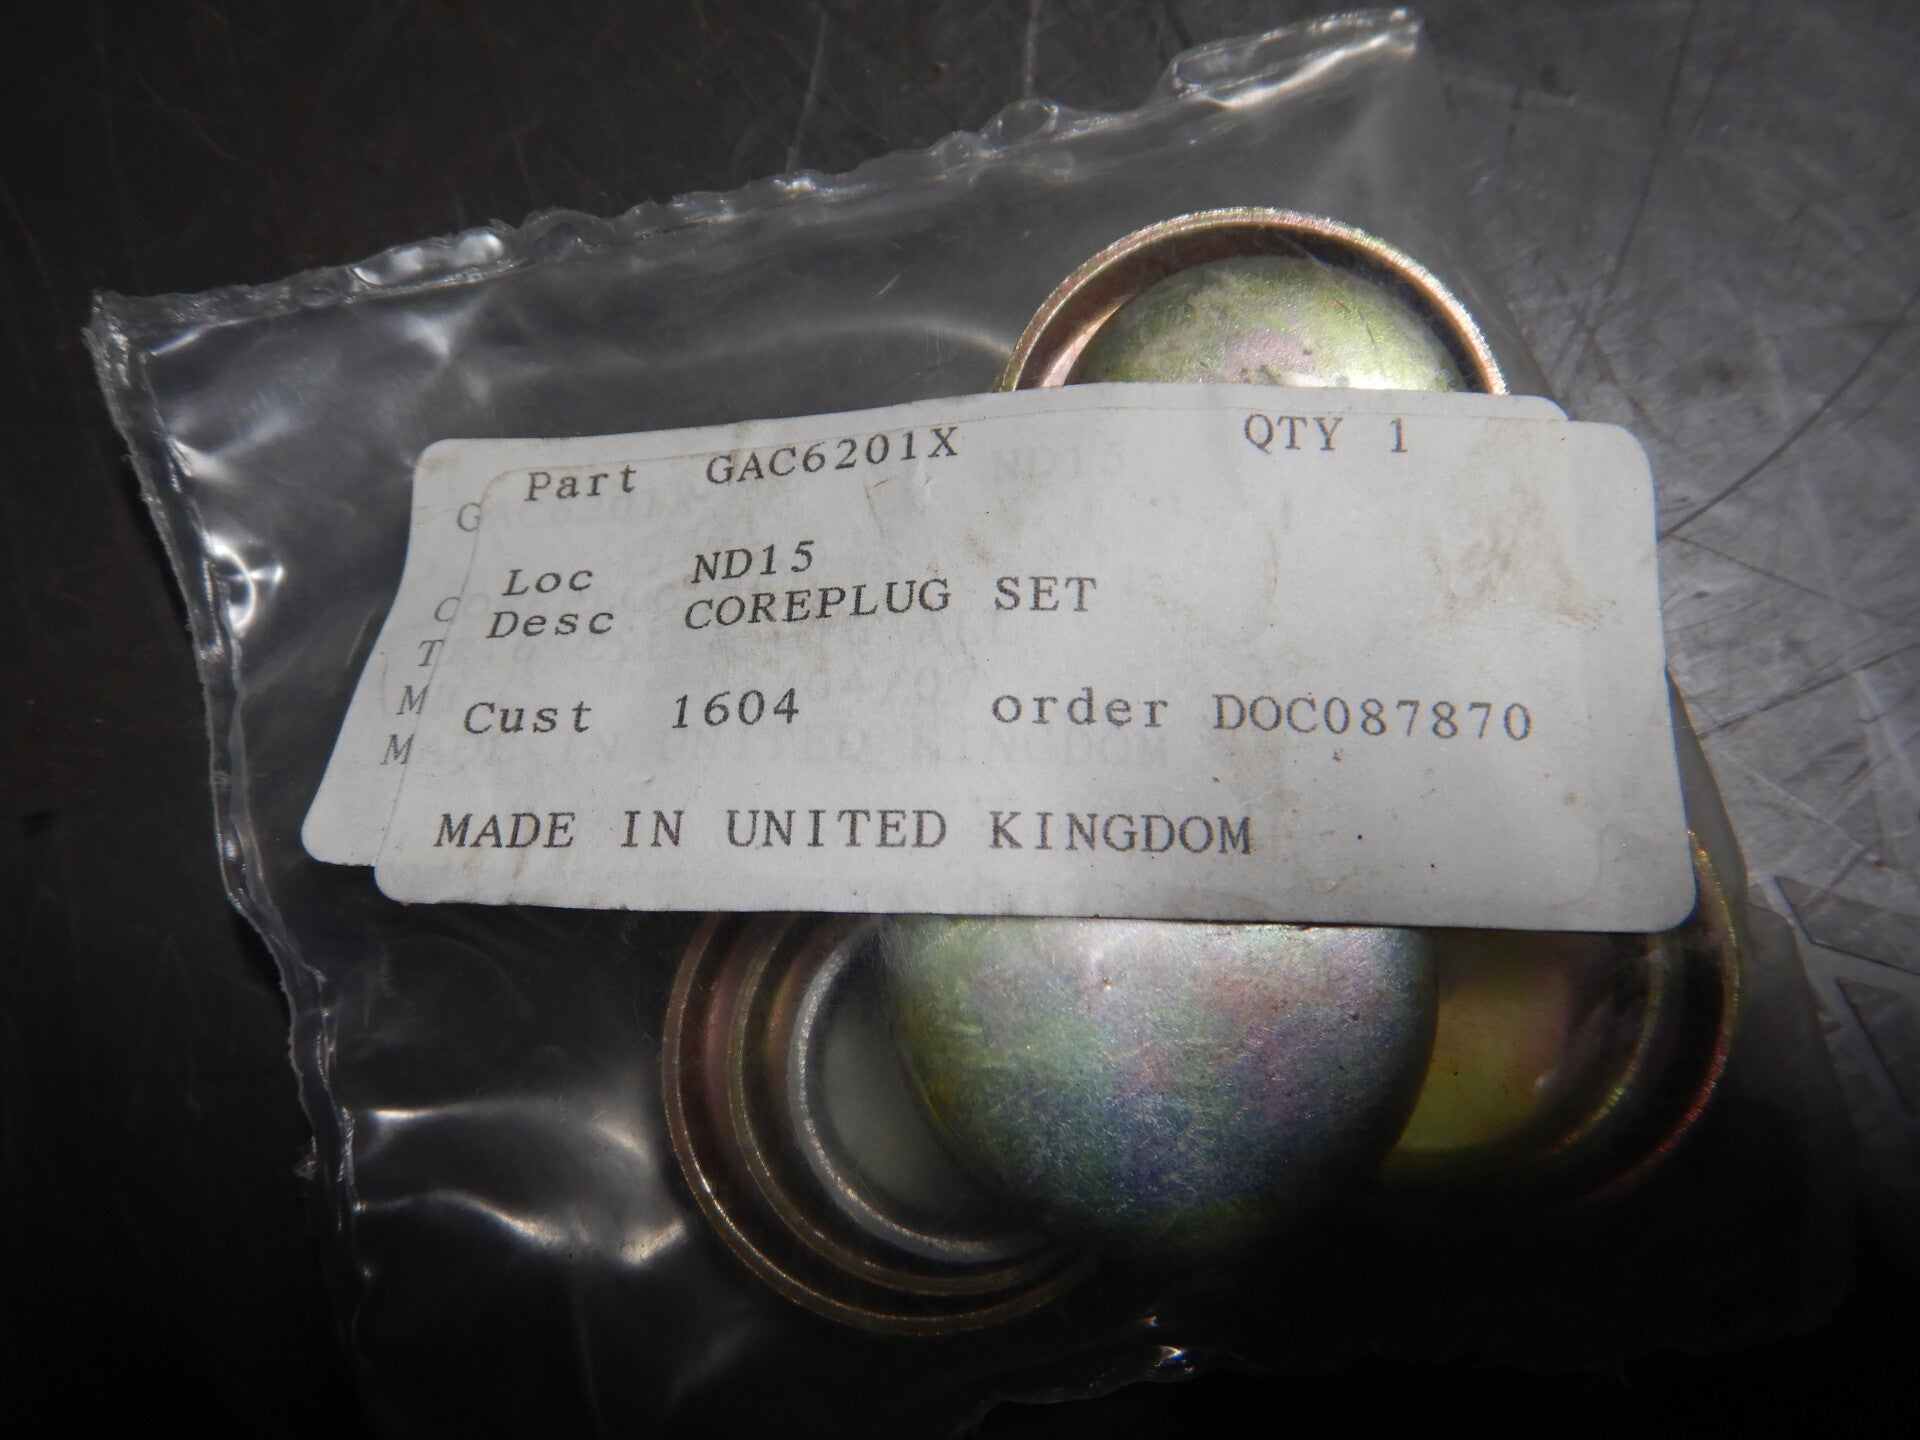 Part GAC6201X QTY 1
Loc ND15
Desc COREPLUG SET
Cust 1604 order DOC087870
MADE IN UNITED KINGDOM
G
C
T
M
M